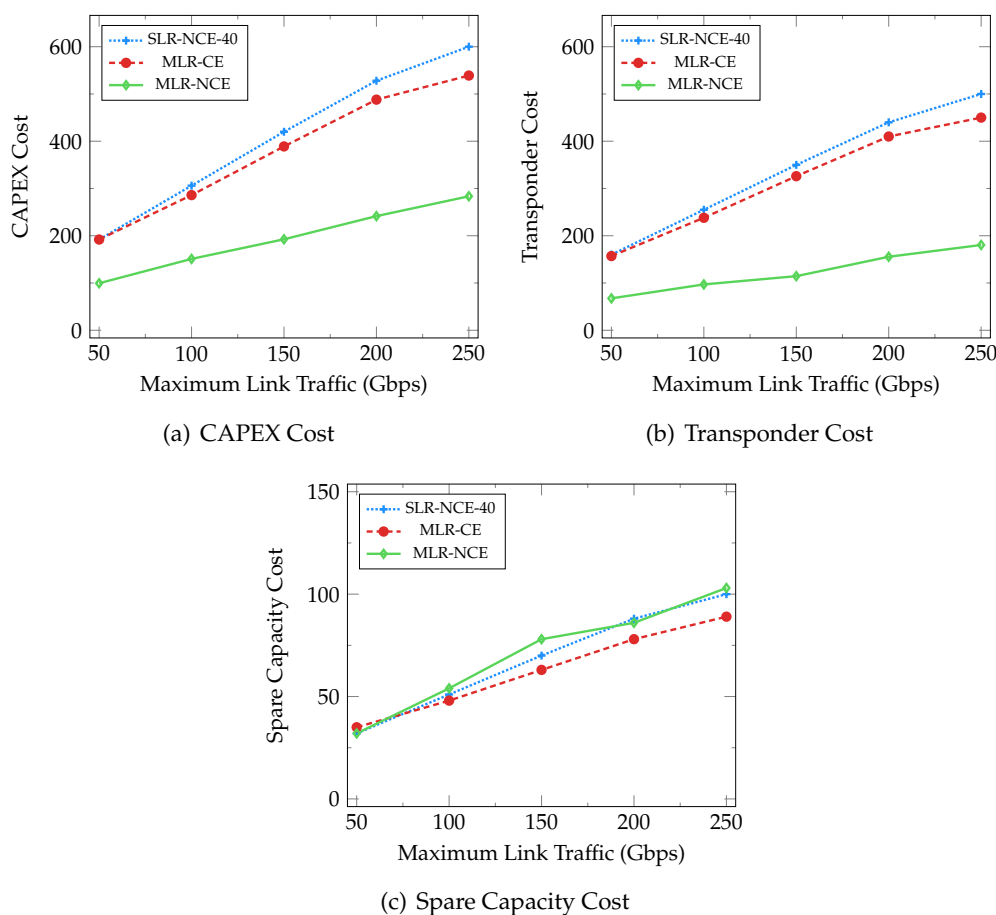 600
400
200
0
CAPEX Cost
SLR-NCE-40
MLR-CE
MLR-NCE
50 100 150 200 250
Maximum Link Traffic (Gbps)
(a) CAPEX Cost
600
400
200
0
Transponder Cost
SLR-NCE-40
MLR-CE
MLR-NCE
50 100 150 200 250
Maximum Link Traffic (Gbps)
(b) Transponder Cost
150
100
50
0
Spare Capacity Cost
SLR-NCE-40
MLR-CE
MLR-NCE
50 100 150 200 250
Maximum Link Traffic (Gbps)
(c) Spare Capacity Cost